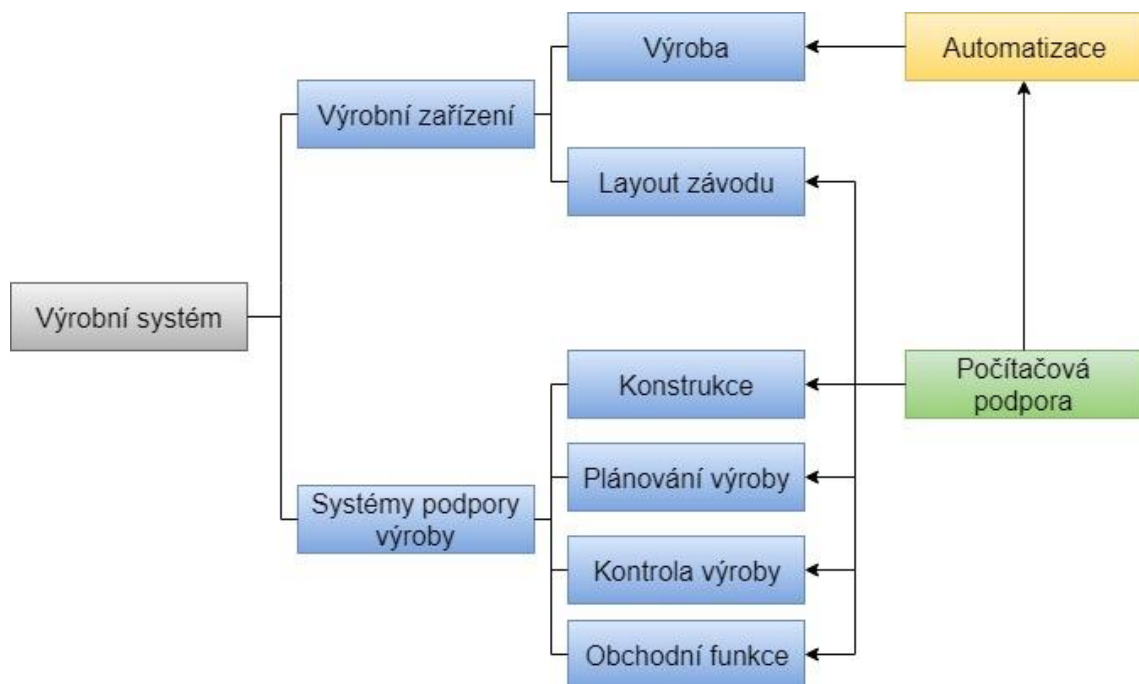 Výroba
Automatizace
Výrobní zařízení
Layout závodu
Výrobní systém
Konstrukce
Počítačová
podpora
Plánování výroby
Systémy podpory
výroby
Kontrola výroby
Obchodní funkce